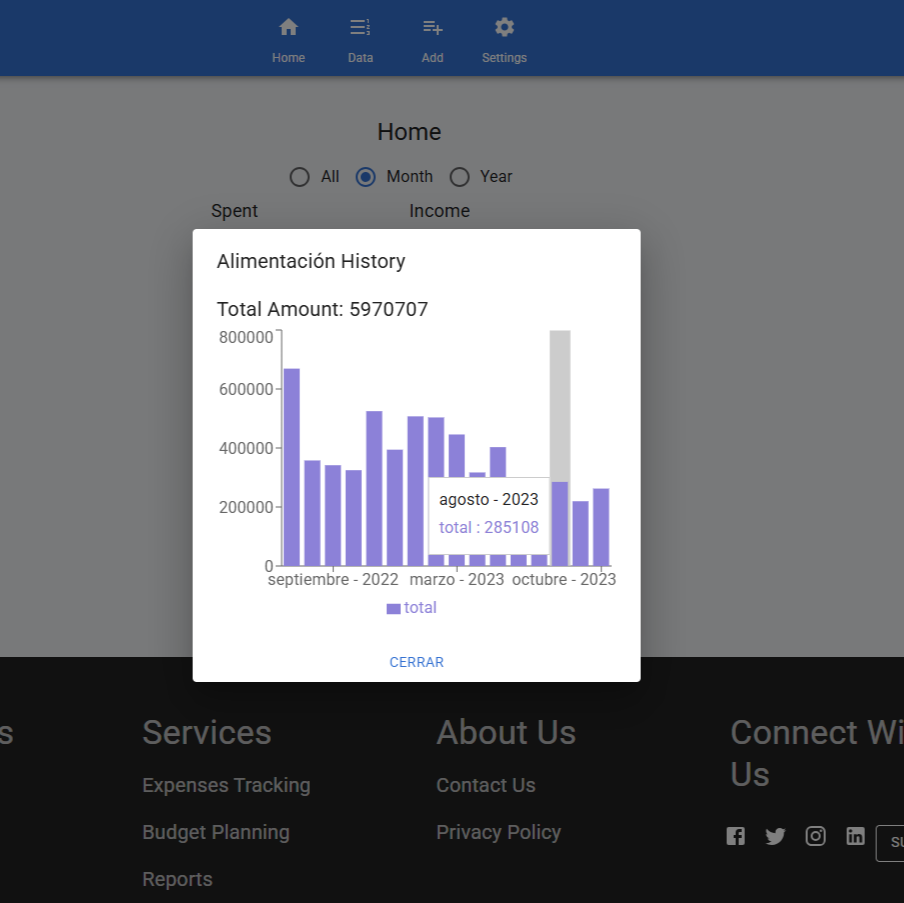 Home Data Add Settings
Home
All Month Year
Spent Income
Alimentación History
Total Amount: 5970707
800000
600000
400000
200000
0
agosto - 2023
total : 285108
septiembre - 2022 marzo - 2023 octubre - 2023
total
CERRAR
Services About Us Connect
Us
Expenses Tracking Contact Us
Budget Planning Privacy Policy
Reports